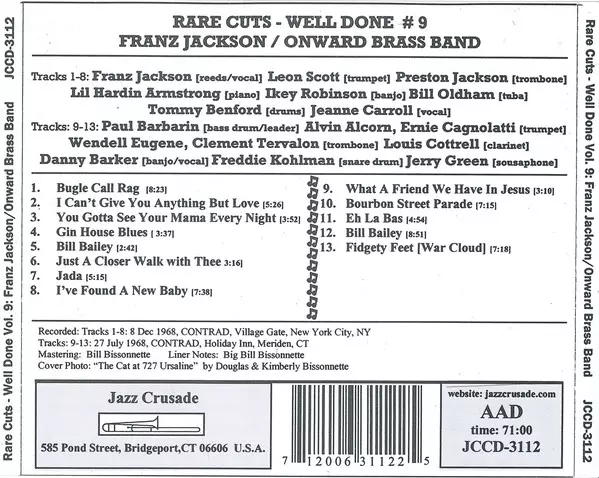 RARE CUTS - WELL DONE # 9
FRANZ JACKSON / ONWARD BRASS BAND
Tracks 1-8: Franz Jackson [reeds/vocal] Leon Scott [trumpet] Preston Jackson [trombone]
Lil Hardin Armstrong [piano] Ikey Robinson [banjo] Bill Oldham [tuba]
Tommy Benford [drums] Jeanne Carroll [vocal]
Tracks: 9-13: Paul Barbarin [bass drum/leader] Alvin Alcorn, Ernie Cagnolatti [trumpet]
Wendell Eugene, Clement Tervalon [trombone] Louis Cottrell [clarinet]
Danny Barker [banjo/vocal] Freddie Kohlman [snare drum] Jerry Green [sousaphone]
1. Bugle Call Rag [8:23]
2. I Can't Give You Anything But Love [5:26]
3. You Gotta See Your Mama Every Night [3:52]
4. Gin House Blues [ 3:37]
5. Bill Bailey [2:42]
6. Just A Closer Walk with Thee 3:16]
7. Jada [5:15]
8. I've Found A New Baby [7:38]
9. What A Friend We Have In Jesus [3:10]
10. Bourbon Street Parade [7:15]
11. Eh La Bas [4:54]
12. Bill Bailey [8:51]
13. Fidgety Feet [War Cloud] [7:18]
Recorded: Tracks 1-8: 8 Dec 1968, CONTRAD, Village Gate, New York City, NY
Tracks: 9-13: 27 July 1968, CONTRAD, Holiday Inn, Meriden, CT
Mastering: Bill Bissonnette Liner Notes: Big Bill Bissonnette
Cover Photo: "The Cat at 727 Ursaline" by Douglas & Kimberly Bissonnette
Jazz Crusade
585 Pond Street, Bridgeport,CT 06606 U.S.A.
7 12006 31122 5
website: jazzcrusade.com
AAD
time: 71:00
JCCD-3112
Rare Cuts - Well Done Vol. 9: Franz Jackson/Onward Brass Band JCCD-3112
Rare Cuts - Well Done Vol. 9: Franz Jackson/Onward Brass Band JCCD-3112